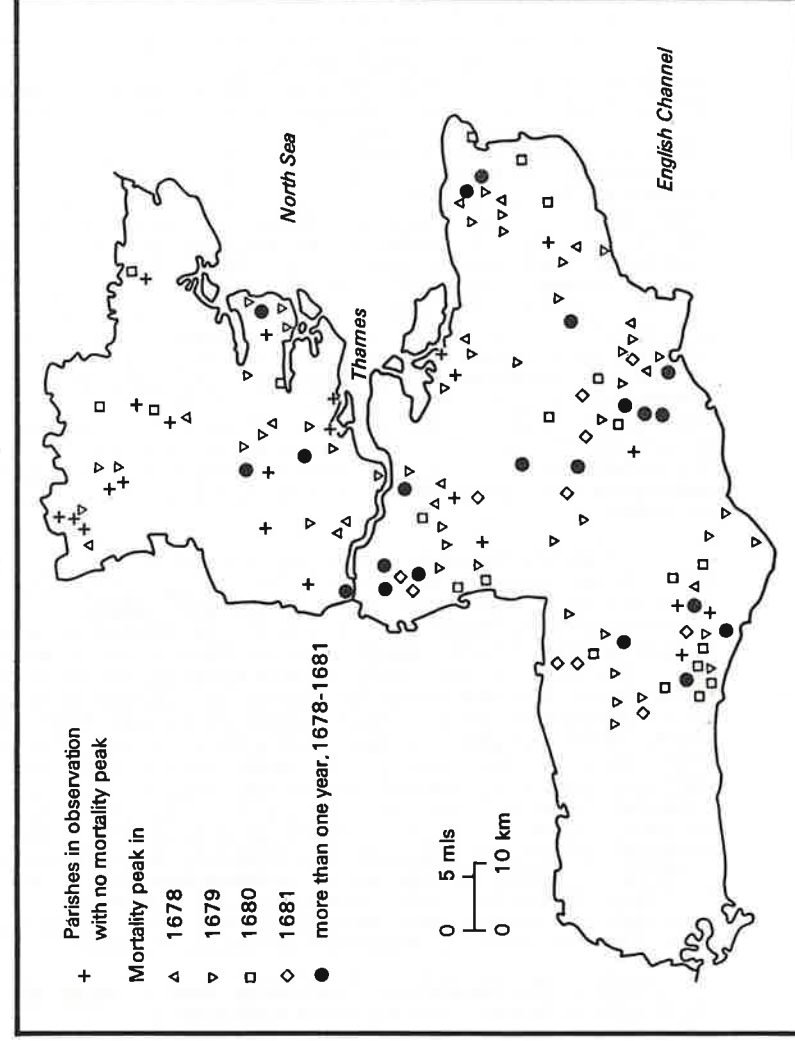 + Parishes in observation
with no mortality peak
Mortality peak in
△ 1678
▽ 1679
□ 1680
◇ 1681
● more than one year, 1678-1681
0 5 mls
0 10 km
North Sea
Thames
English Channel